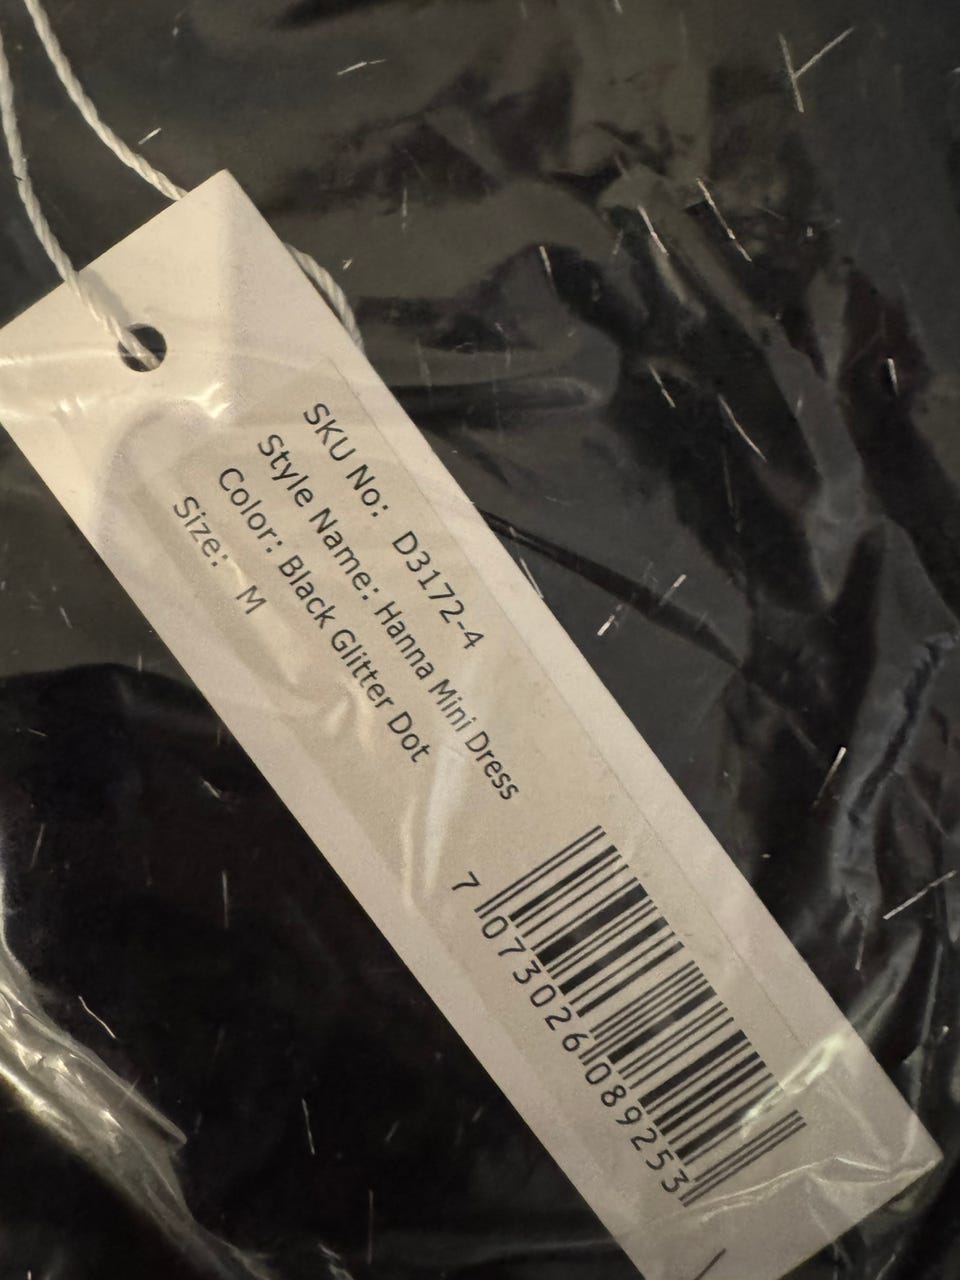 SKU No: D3172-4
Style Name: Hanna Mini Dress
Color: Black Glitter Dot
Size: M
7 073026 089253